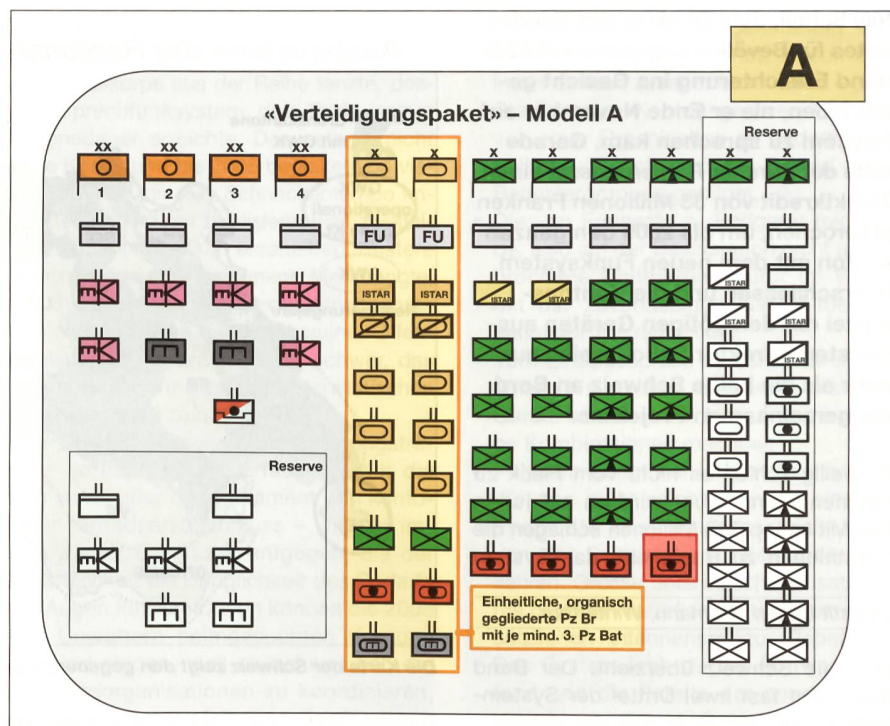 A
«Verteidigungspaket» – Modell A
Reserve
XX XX XX XX X X X X X X X X
1 2 3 4
FU FU
ISTAR
E E E E ISTAR ISTAR ISTAR ISTAR
ISTAR ISTAR
E E E E
ISTAR
Reserve
E E
E E
E E
Einheitliche, organisch
gegliederte Pz Br
mit je mind. 3. Pz Bat